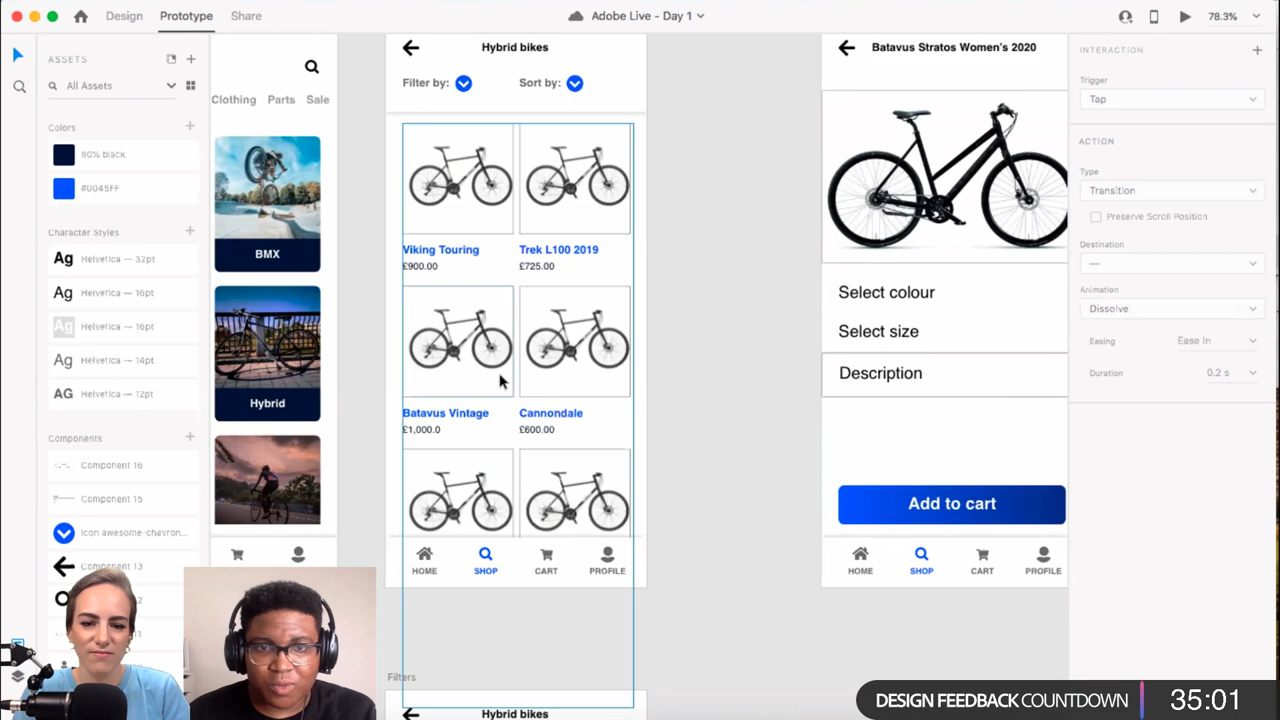 Design
Prototype
Share
Adobe Live - Day 1
78.3%
ASSETS
All Assets
Colors
80% black
#0045FF
Character Styles
Ag Helvetica — 32pt
Ag Helvetica — 16pt
Ag Helvetica — 16pt
Ag Helvetica — 14pt
AG Helvetica — 12pt
Components
Component 16
Component 15
Icon awesome-chevron...
Component 13
Clothing Parts Sale
BMX
Hybrid
Hybrid bikes
Filter by:
Sort by:
Viking Touring
£900.00
Trek L100 2019
£725.00
Batavus Vintage
£1,000.0
Cannondale
£600.00
HOME
SHOP
CART
PROFILE
Filters
Hybrid bikes
Batavus Stratos Women's 2020
Select colour
Select size
Description
Add to cart
HOME
SHOP
CART
PROFILE
INTERACTION
Trigger
Tap
ACTION
Type
Transition
Preserve Scroll Position
Destination
—
Animation
Dissolve
Easing
Ease In
Duration
0.2 s
DESIGN FEEDBACK COUNTDOWN
35:01